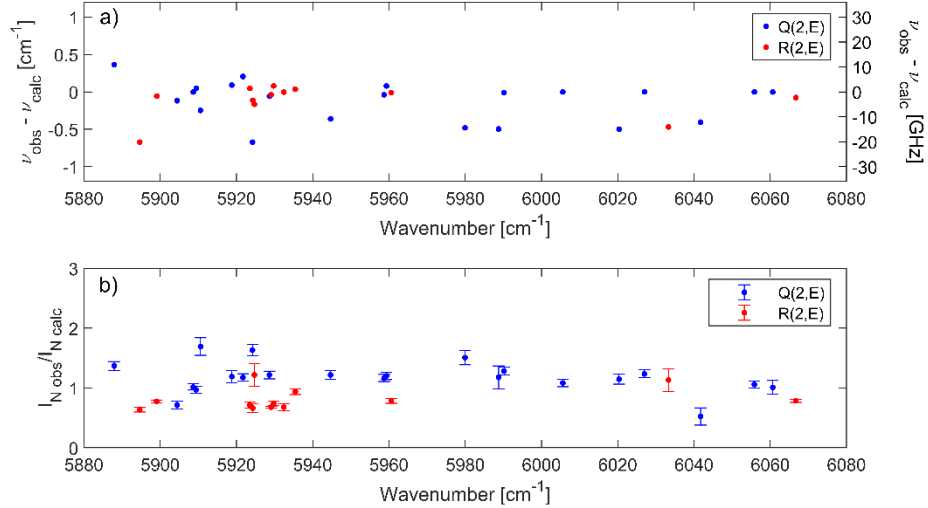 a)
ν_obs - ν_calc [cm⁻¹]
1
0.5
0
-0.5
-1
ν_obs - ν_calc [GHz]
30
20
10
0
-10
-20
-30
Q(2,E)
R(2,E)
5880 5900 5920 5940 5960 5980 6000 6020 6040 6060 6080
Wavenumber [cm⁻¹]
b)
I_N obs/I_N calc
3
2
1
0
Q(2,E)
R(2,E)
5880 5900 5920 5940 5960 5980 6000 6020 6040 6060 6080
Wavenumber [cm⁻¹]